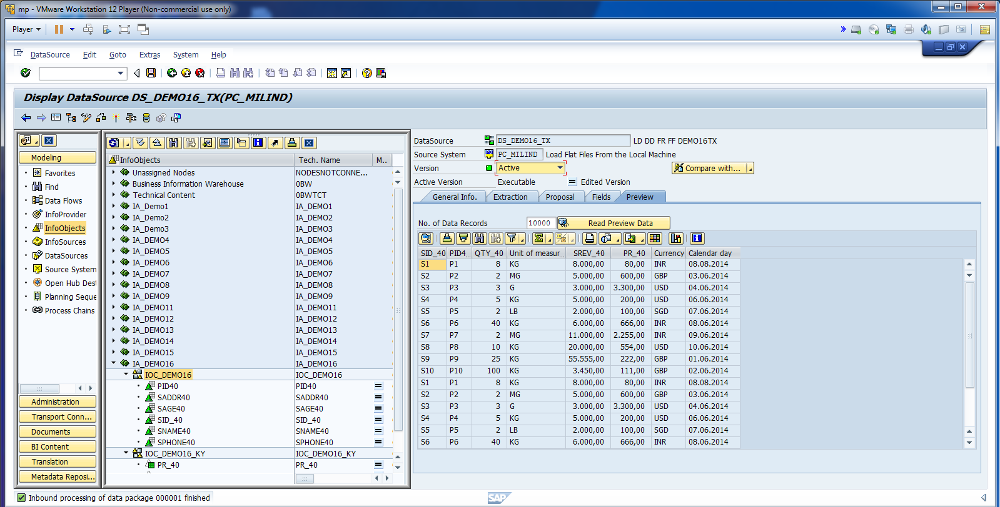 mp - VMware Workstation 12 Player (Non-commercial use only)
Player
DataSource Edit Goto Extras System Help
Display DataSource DS_DEMO16_TX(PC_MILIND)
Modeling
Favorites
Find
Data Flows
InfoProvider
InfoObjects
InfoSources
DataSources
Source System
Open Hub Dest
Planning Seque
Process Chains
Administration
Transport Conn...
Documents
BI Content
Translation
Metadata Reposi...
InfoObjects Tech. Name M..
Unassigned Nodes NODESNOTCONNE...
Business Information Warehouse 0BW
Technical Content 0BWTCT
IA_Demo1 IA_DEMO1
IA_Demo2 IA_DEMO2
IA_Demo3 IA_DEMO3
IA_DEMO4 IA_DEMO4
IA_DEMO5 IA_DEMO5
IA_DEMO6 IA_DEMO6
IA_DEMO7 IA_DEMO7
IA_DEMO8 IA_DEMO8
IA_DEMO9 IA_DEMO9
IA_DEMO11 IA_DEMO11
IA_DEMO12 IA_DEMO12
IA_DEMO13 IA_DEMO13
IA_DEMO14 IA_DEMO14
IA_DEMO15 IA_DEMO15
IA_DEMO16 IA_DEMO16
IOC_DEMO16 IOC_DEMO16
PID40 PID40
SADDR40 SADDR40
SAGE40 SAGE40
SID_40 SID_40
SNAME40 SNAME40
SPHONE40 SPHONE40
IOC_DEMO16_KY IOC_DEMO16_KY
PR_40 PR_40
DataSource DS_DEMO16_TX LD DD FR FF DEMO16TX
Source System PC_MILIND Load Flat Files From the Local Machine
Version Active Compare with...
Active Version Executable Edited Version
General Info. Extraction Proposal Fields Preview
No. of Data Records 10000 Read Preview Data
SID_40 PID4... QTY_40 Unit of measur... SREV_40 PR_40 Currency Calendar day
S1 P1 8 KG 8.000,00 80,00 INR 08.08.2014
S2 P2 2 MG 5.000,00 600,00 GBP 03.06.2014
S3 P3 3 G 3.000,00 3.300,00 USD 04.06.2014
S4 P4 5 KG 5.000,00 200,00 USD 06.06.2014
S5 P5 2 LB 2.000,00 100,00 SGD 07.06.2014
S6 P6 40 KG 6.000,00 666,00 INR 08.06.2014
S7 P7 2 MG 11.000,00 2.255,00 INR 09.06.2014
S8 P8 10 KG 20.000,00 554,00 USD 10.06.2014
S9 P9 25 KG 55.555,00 222,00 GBP 01.06.2014
S10 P10 100 KG 3.450,00 111,00 GBP 02.06.2014
S1 P1 8 KG 8.000,00 80,00 INR 08.08.2014
S2 P2 2 MG 5.000,00 600,00 GBP 03.06.2014
S3 P3 3 G 3.000,00 3.300,00 USD 04.06.2014
S4 P4 5 KG 5.000,00 200,00 USD 06.06.2014
S5 P5 2 LB 2.000,00 100,00 SGD 07.06.2014
S6 P6 40 KG 6.000,00 666,00 INR 08.06.2014
Inbound processing of data package 000001 finished
SAP